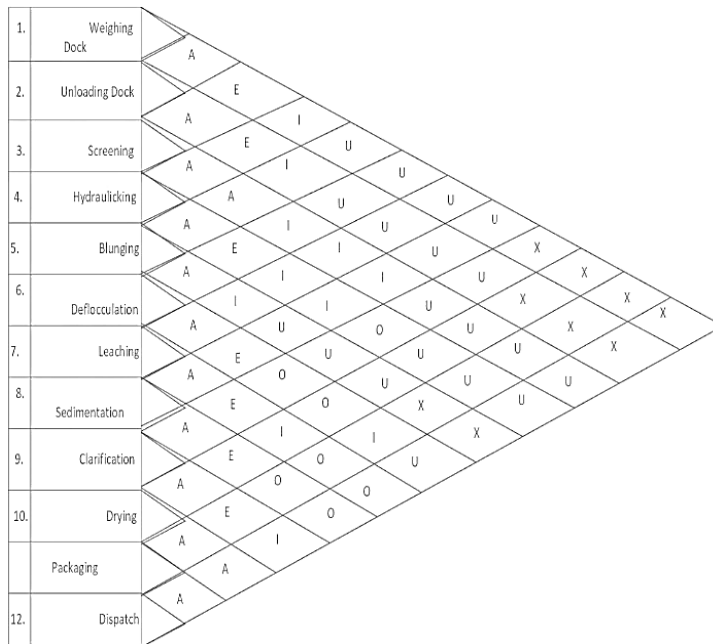 1. Weighing
Dock
A
E
2. Unloading Dock
A I
E U
3. Screening
A I U
4. Hydraulicking
A U U
A I U U
5. Blunging
E I U X
A I I U X
6.
I I U X X
Deflocculation
X
A U O U X
7. Leaching
E U U U X
A O U U U
8.
E O X U
Sedimentation
A I I X
9. Clarification
E O U
A O O
10. Drying
E O
A I
Packaging
A
A
12. Dispatch